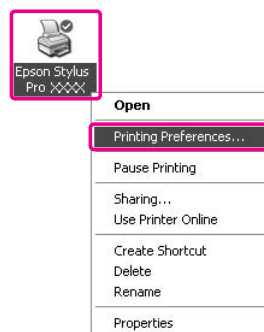 Epson Stylus
Pro XXXX
Open
Printing Preferences...
Pause Printing
Sharing...
Use Printer Online
Create Shortcut
Delete
Rename
Properties